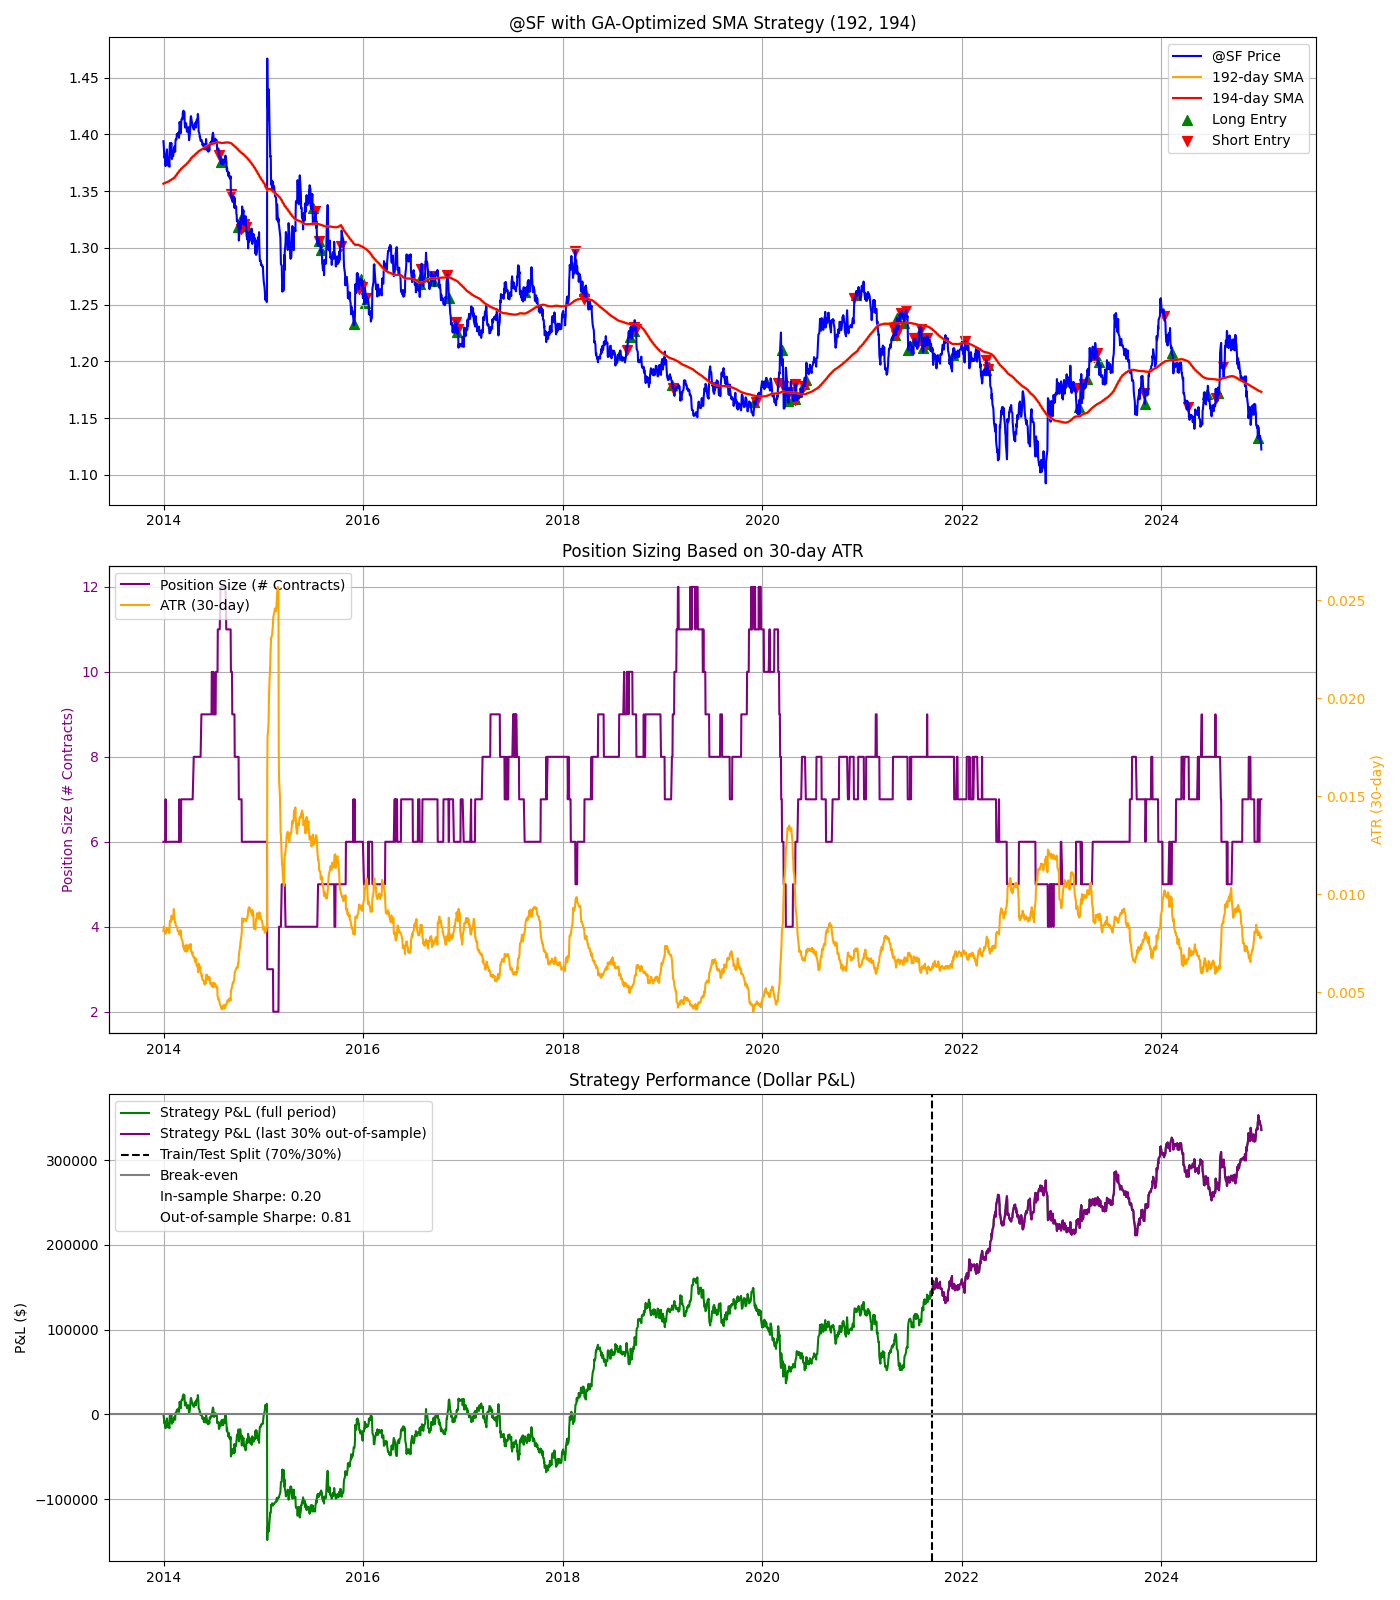 @SF with GA-Optimized SMA Strategy (192, 194)
@SF Price
192-day SMA
194-day SMA
Long Entry
Short Entry
1.45
1.40
1.35
1.30
1.25
1.20
1.15
1.10
2014 2016 2018 2020 2022 2024
Position Sizing Based on 30-day ATR
Position Size (# Contracts)
ATR (30-day)
Position Size (# Contracts)
12
10
8
6
4
2
0.025
0.020
0.015
0.010
0.005
ATR (30-day)
2014 2016 2018 2020 2022 2024
Strategy Performance (Dollar P&L)
Strategy P&L (full period)
Strategy P&L (last 30% out-of-sample)
Train/Test Split (70%/30%)
Break-even
In-sample Sharpe: 0.20
Out-of-sample Sharpe: 0.81
P&L ($)
300000
200000
100000
0
−100000
2014 2016 2018 2020 2022 2024